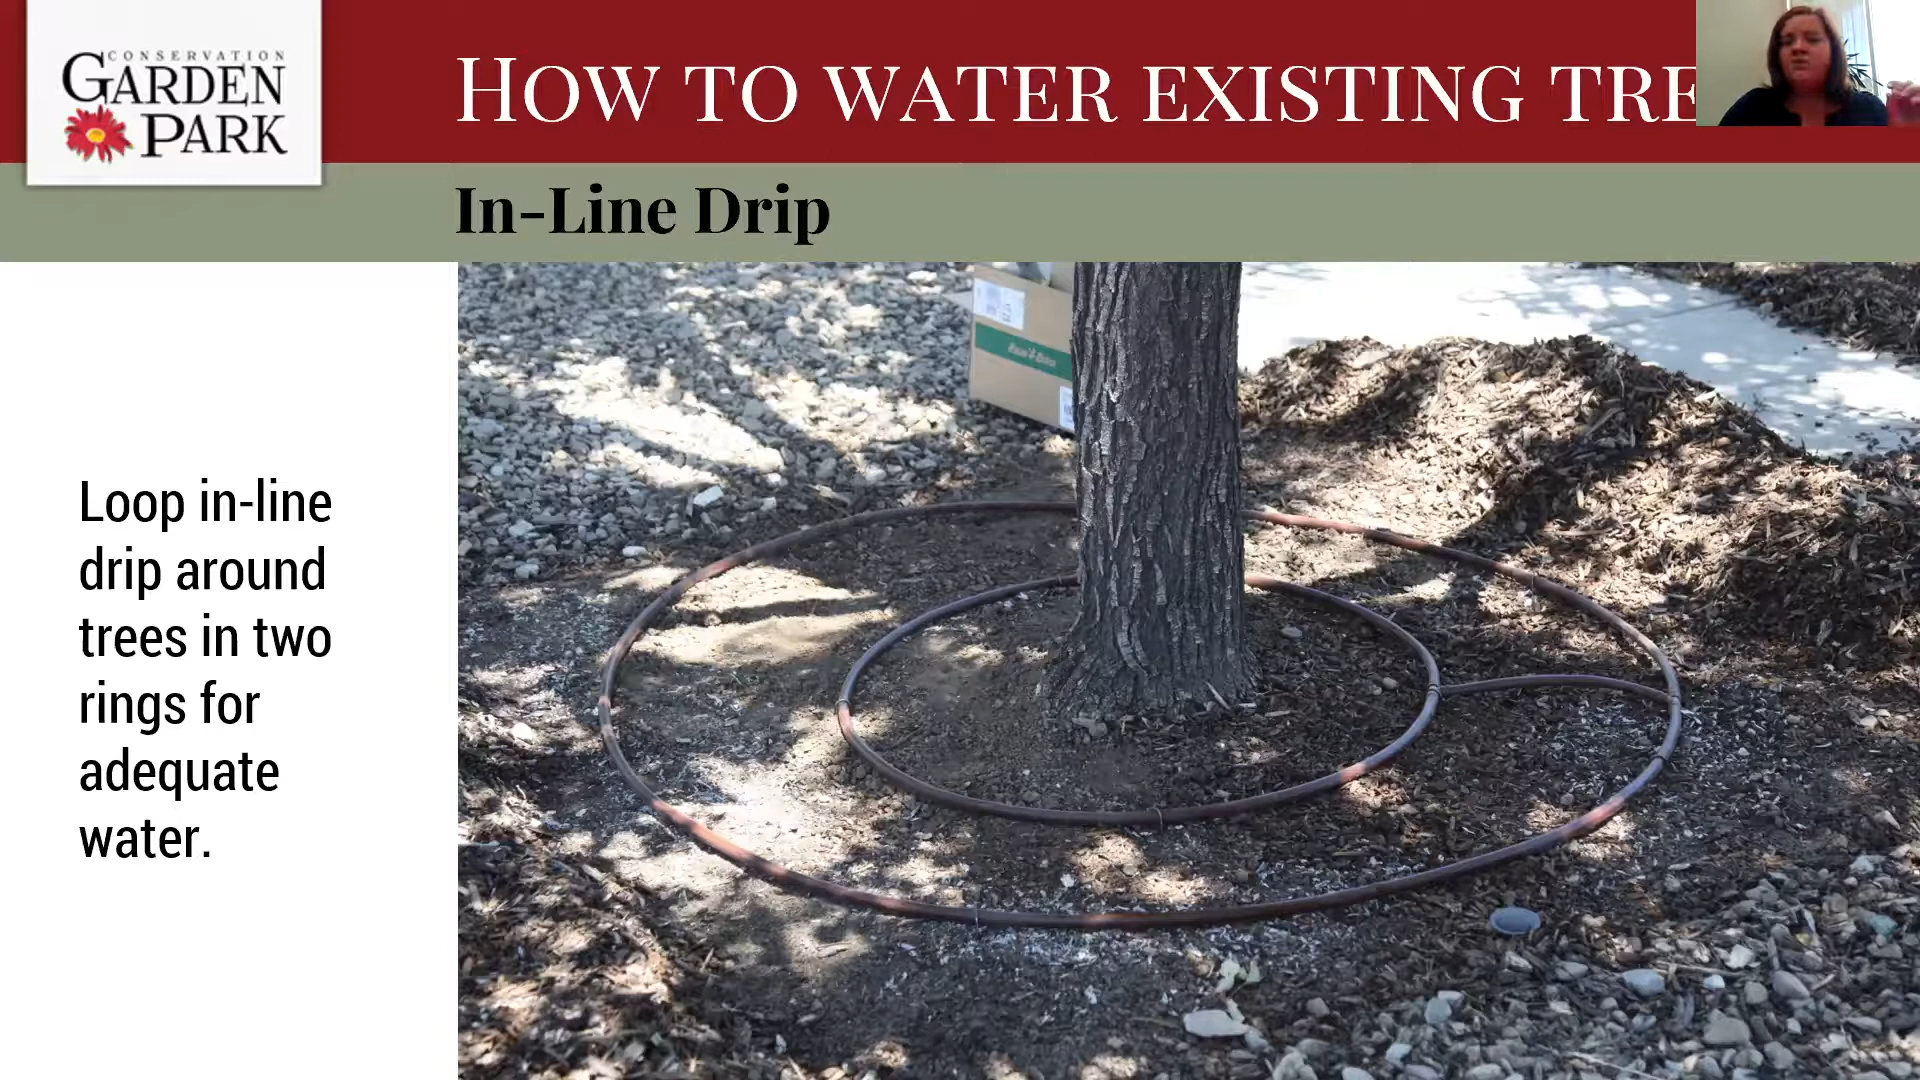 CONSERVATION
GARDEN
PARK
HOW TO WATER EXISTING TRE
In-Line Drip
Loop in-line
drip around
trees in two
rings for
adequate
water.